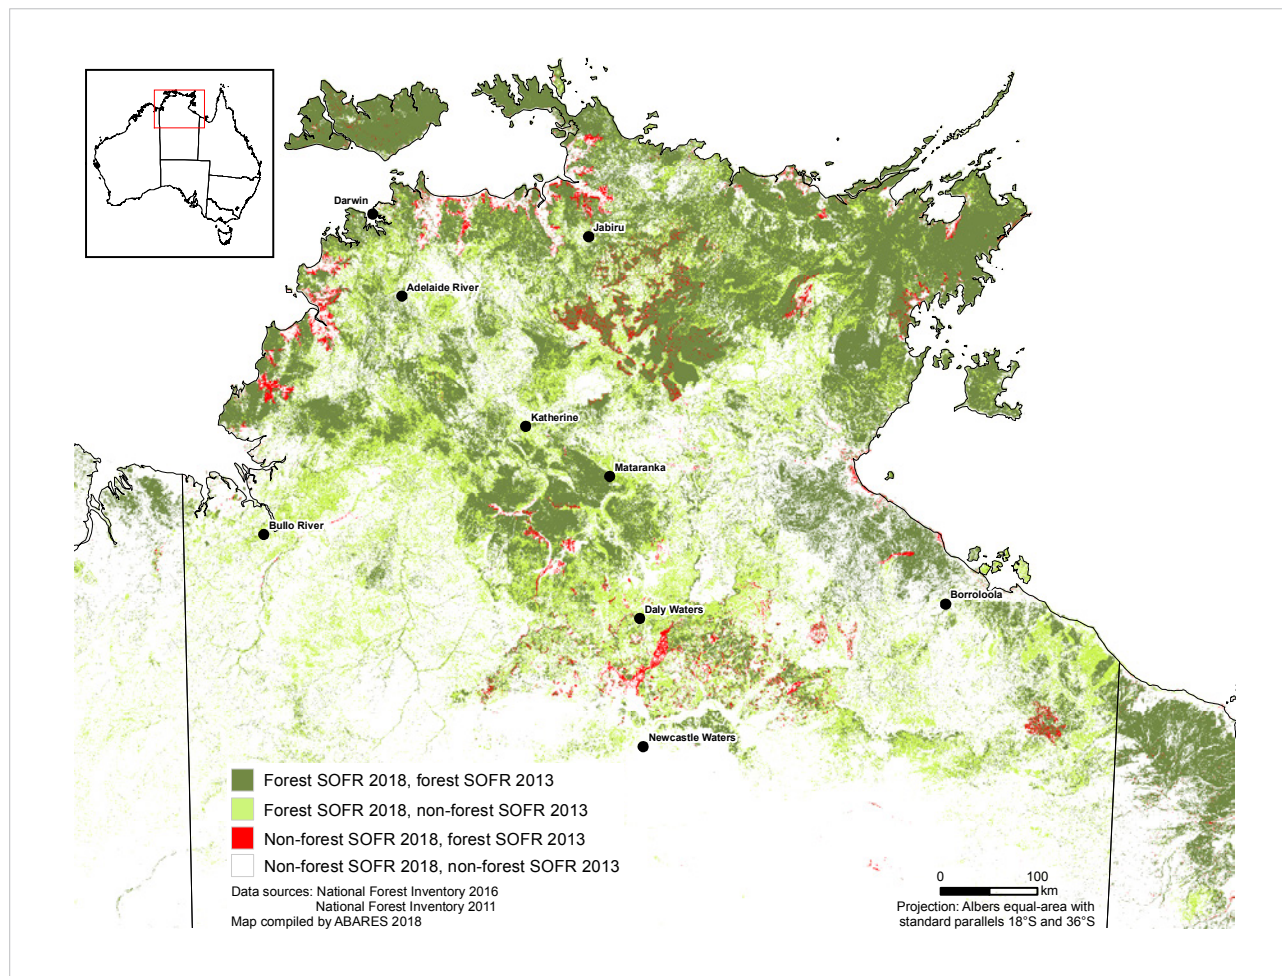 Darwin
Jabiru
Adelaide River
Katherine
Mataranka
Bullo River
Borroloola
Daly Waters
Newcastle Waters
Forest SOFR 2018, forest SOFR 2013
Forest SOFR 2018, non-forest SOFR 2013
Non-forest SOFR 2018, forest SOFR 2013
Non-forest SOFR 2018, non-forest SOFR 2013
Data sources: National Forest Inventory 2016
National Forest Inventory 2011
Map compiled by ABARES 2018
0 100
km
Projection: Albers equal-area with
standard parallels 18°S and 36°S